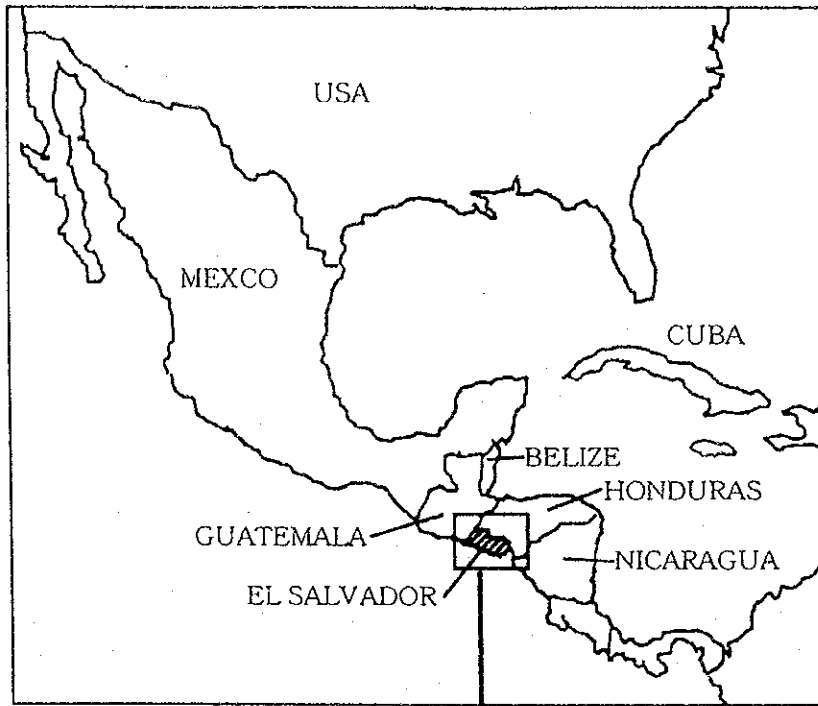 USA
MEXCO
CUBA
BELIZE
HONDURAS
GUATEMALA
NICARAGUA
EL SALVADOR